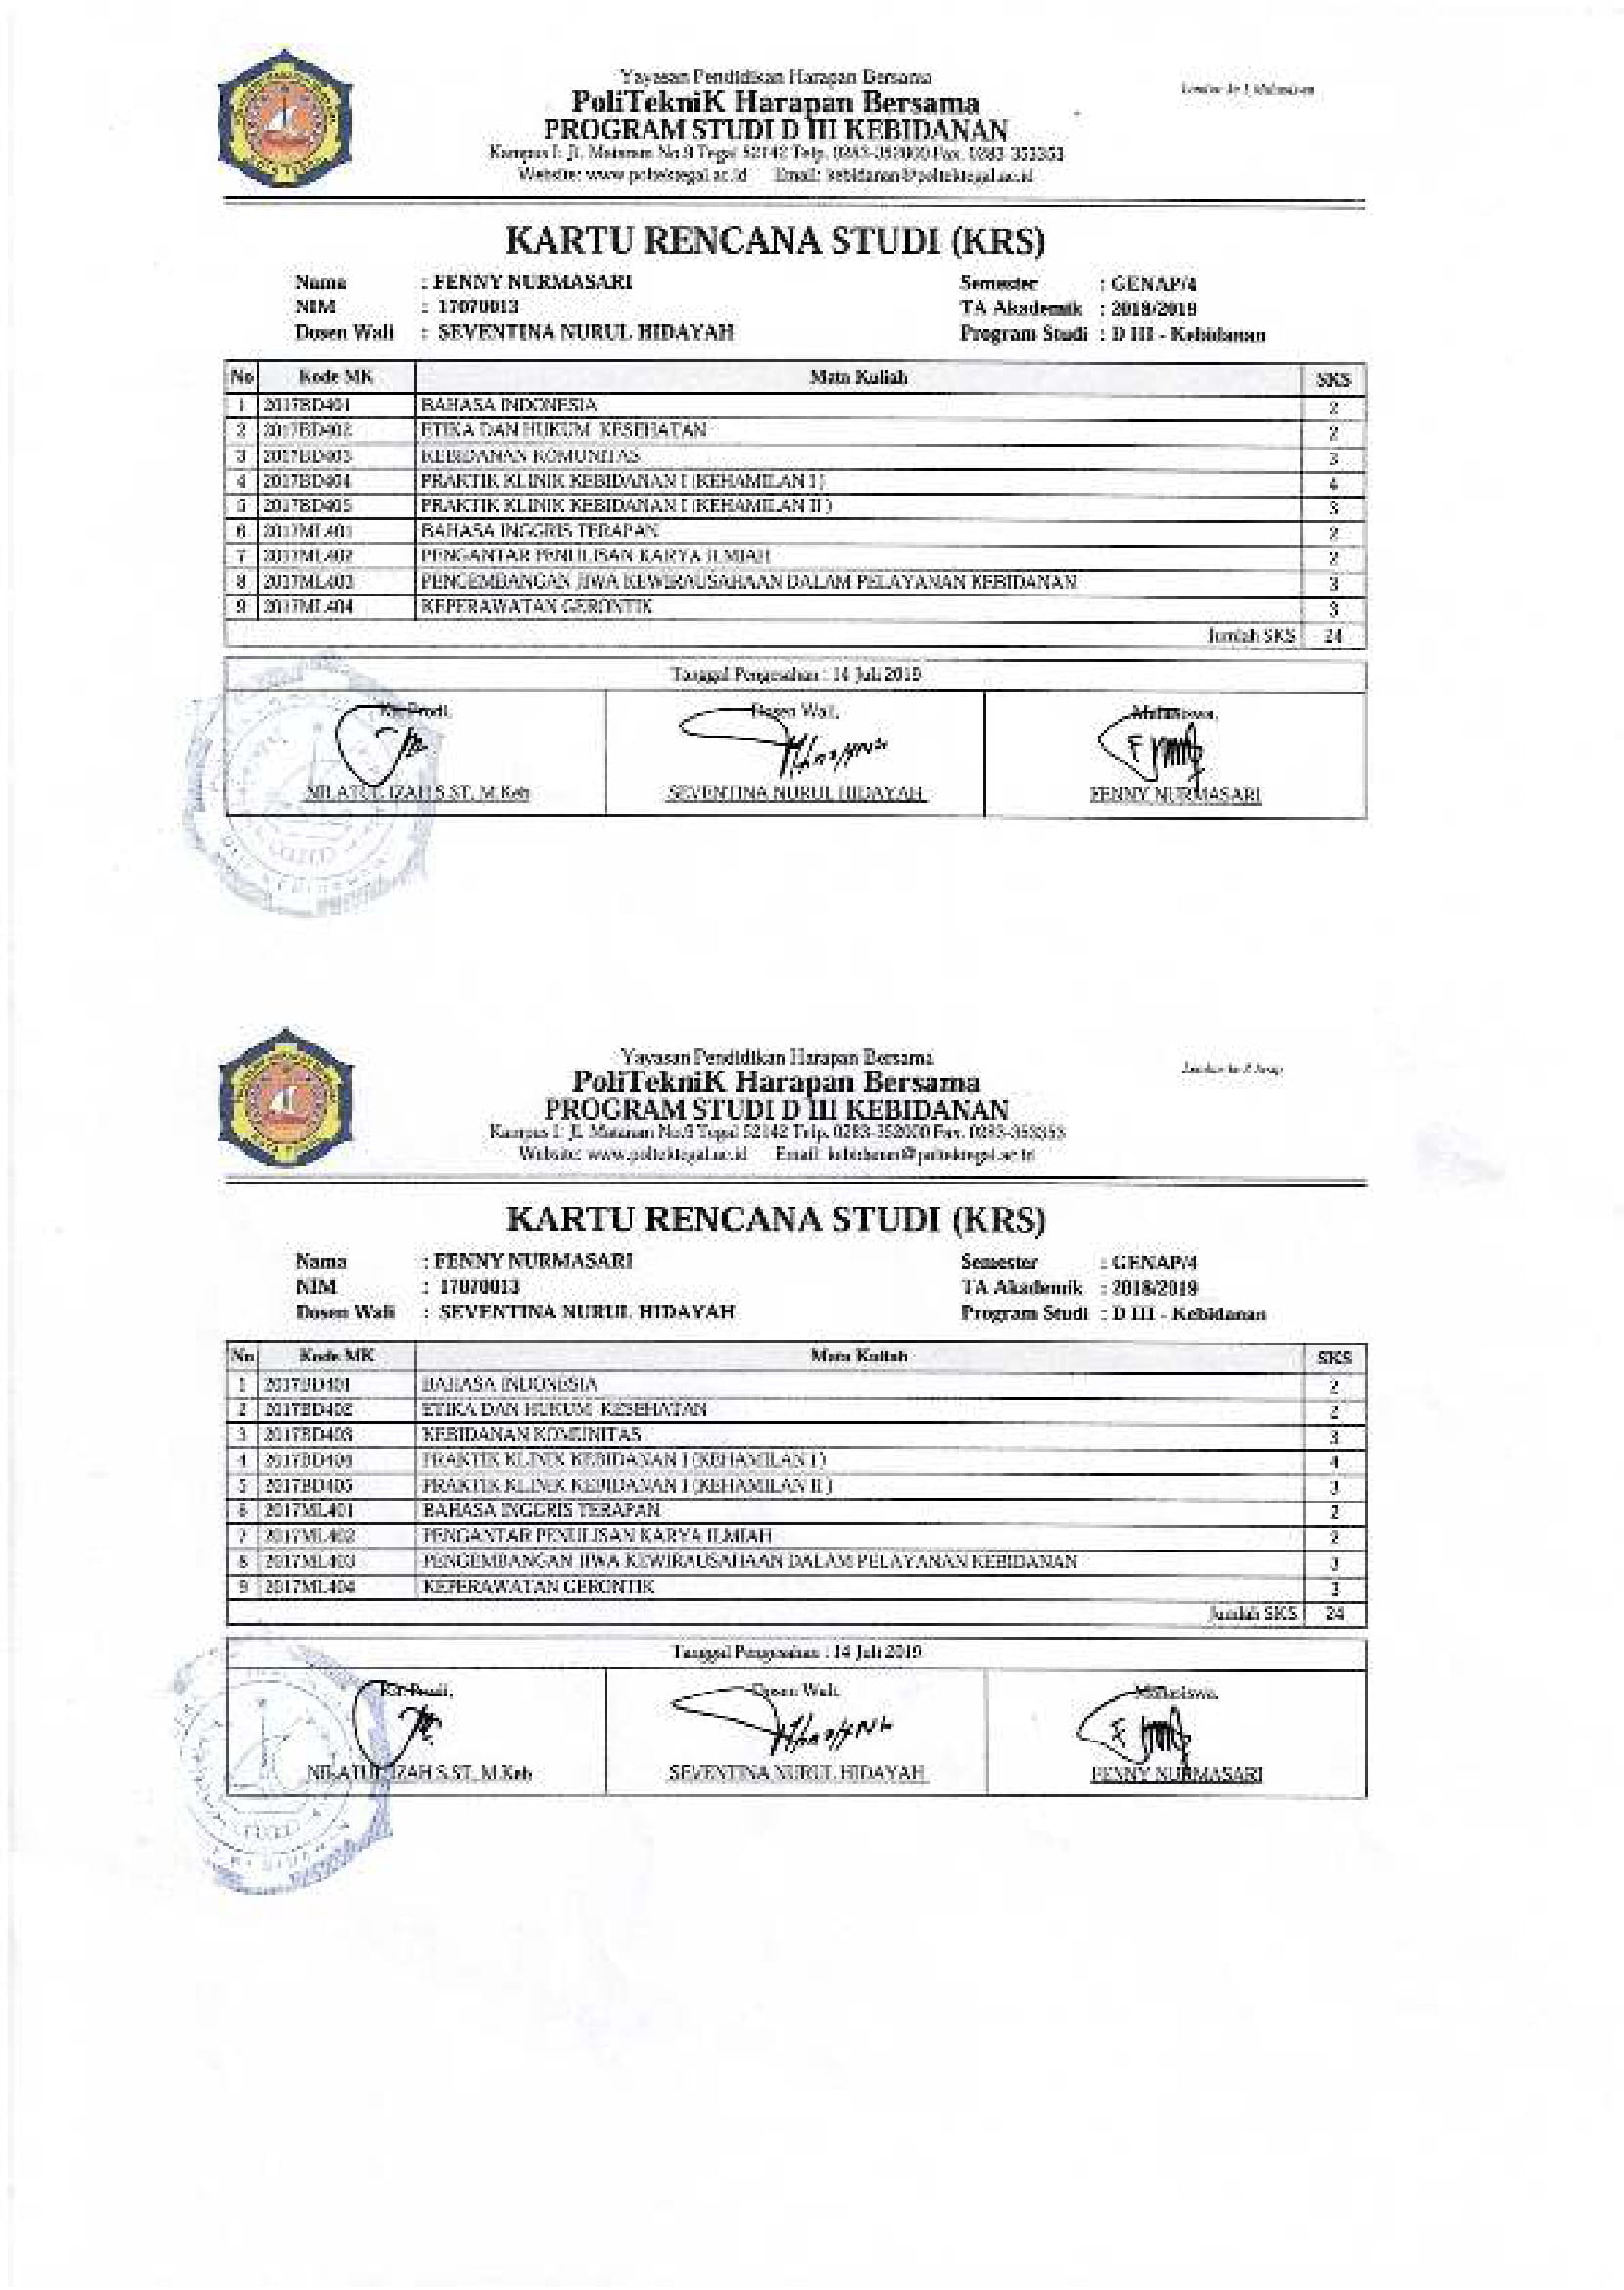 Yayasan Pendidikan Harapan Bersama
PoliTekniK Harapan Bersama
PROGRAM STUDI D III KEBIDANAN
Kampus I: Jl. Mataram No.9 Tegal 52142 Telp. 0283-352000 Fax. 0283-353353
Website: www.poltektegal.ac.id Email: kebidanan@poltektegal.ac.id
KARTU RENCANA STUDI (KRS)
Nama : FENNY NURMASARI Semester : GENAP/4
NIM : 17070013 TA Akademik : 2018/2019
Dosen Wali : SEVENTINA NURUL HIDAYAH Program Studi : D III - Kebidanan
No Kode MK Mata Kuliah SKS
1 2017BD401 BAHASA INDONESIA 2
2 2017BD402 ETIKA DAN HUKUM KESEHATAN 2
3 2017BD403 KEBIDANAN KOMUNITAS 3
4 2017BD404 PRAKTIK KLINIK KEBIDANAN I (KEHAMILAN I) 4
5 2017BD405 PRAKTIK KLINIK KEBIDANAN I (KEHAMILAN II) 3
6 2017ML401 BAHASA INGGRIS TERAPAN 2
7 2017ML402 PENGANTAR PENULISAN KARYA ILMIAH 2
8 2017ML403 PENGEMBANGAN JIWA KEWIRAUSAHAAN DALAM PELAYANAN KEBIDANAN 3
9 2017ML404 KEPERAWATAN GERONTIK 3
Jumlah SKS 24
Tanggal Pengesahan : 14 Juli 2019
Ka. Prodi, Dosen Wali, Mahasiswa,
NILATUL IZAH S.ST, M.Keb SEVENTINA NURUL HIDAYAH FENNY NURMASARI
Yayasan Pendidikan Harapan Bersama
PoliTekniK Harapan Bersama
PROGRAM STUDI D III KEBIDANAN
Kampus I: Jl. Mataram No.9 Tegal 52142 Telp. 0283-352000 Fax. 0283-353353
Website: www.poltektegal.ac.id Email: kebidanan@poltektegal.ac.id
KARTU RENCANA STUDI (KRS)
Nama : FENNY NURMASARI Semester : GENAP/4
NIM : 17070013 TA Akademik : 2018/2019
Dosen Wali : SEVENTINA NURUL HIDAYAH Program Studi : D III - Kebidanan
No Kode MK Mata Kuliah SKS
1 2017BD401 BAHASA INDONESIA 2
2 2017BD402 ETIKA DAN HUKUM KESEHATAN 2
3 2017BD403 KEBIDANAN KOMUNITAS 3
4 2017BD404 PRAKTIK KLINIK KEBIDANAN I (KEHAMILAN I) 4
5 2017BD405 PRAKTIK KLINIK KEBIDANAN I (KEHAMILAN II) 3
6 2017ML401 BAHASA INGGRIS TERAPAN 2
7 2017ML402 PENGANTAR PENULISAN KARYA ILMIAH 2
8 2017ML403 PENGEMBANGAN JIWA KEWIRAUSAHAAN DALAM PELAYANAN KEBIDANAN 3
9 2017ML404 KEPERAWATAN GERONTIK 3
Jumlah SKS 24
Tanggal Pengesahan : 14 Juli 2019
Ka. Prodi, Dosen Wali, Mahasiswa,
NILATUL IZAH S.ST, M.Keb SEVENTINA NURUL HIDAYAH FENNY NURMASARI